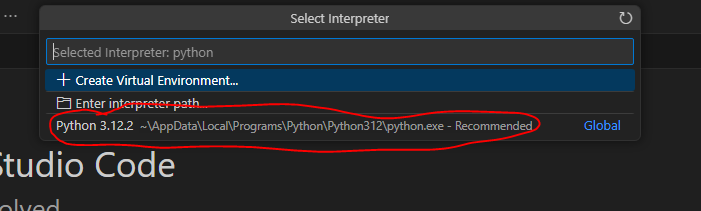 ...
Select Interpreter
Selected Interpreter: python
+ Create Virtual Environment...
Enter interpreter path...
Python 3.12.2 ~\AppData\Local\Programs\Python\Python312\python.exe - Recommended Global
Studio Code
olved